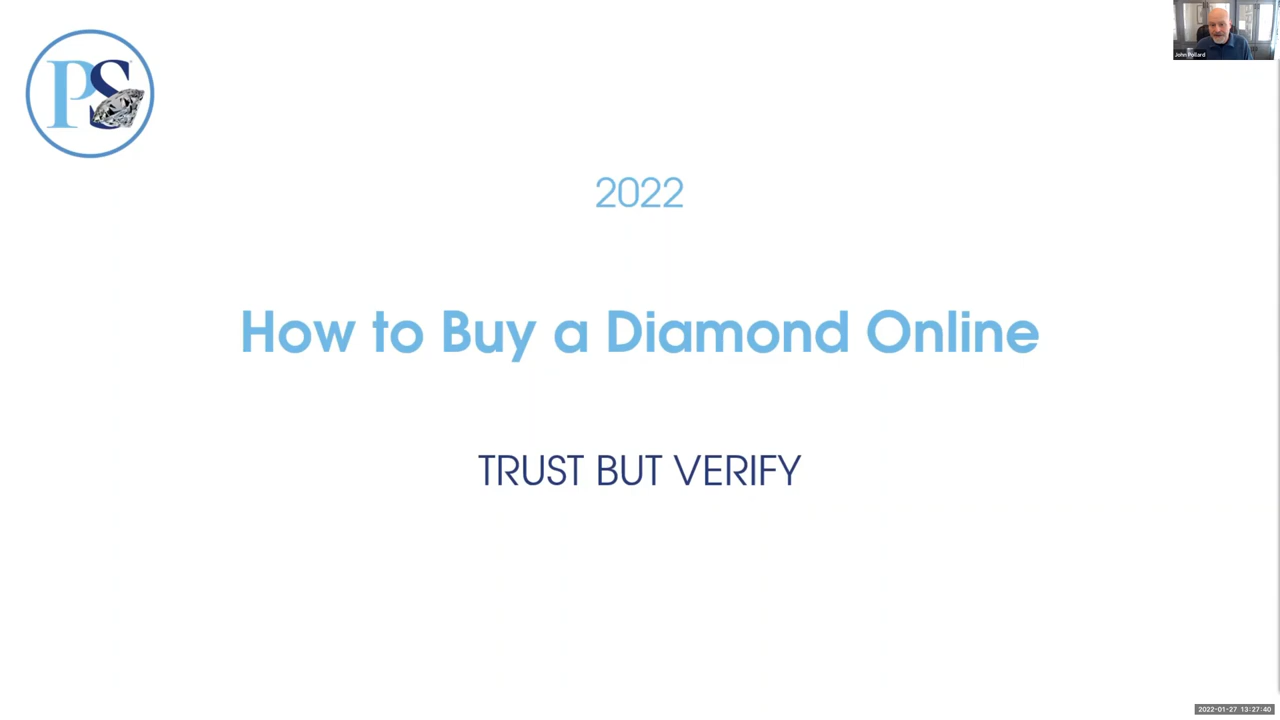 PS
John Pollard
2022
How to Buy a Diamond Online
TRUST BUT VERIFY
2022-01-27 13:27:40